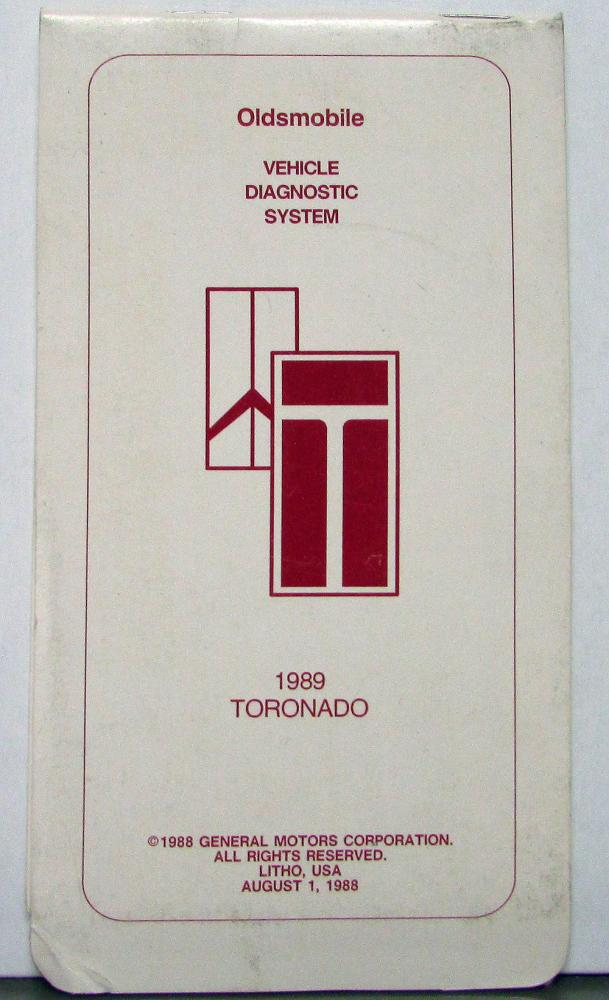 Oldsmobile
VEHICLE
DIAGNOSTIC
SYSTEM
T
1989
TORONADO
©1988 GENERAL MOTORS CORPORATION.
ALL RIGHTS RESERVED.
LITHO, USA
AUGUST 1, 1988